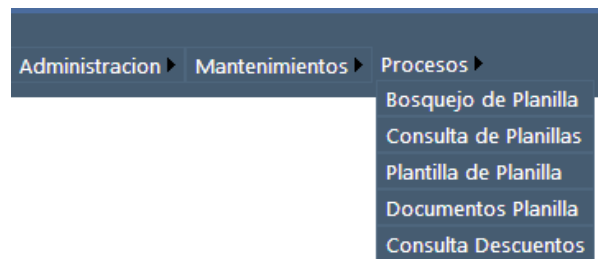 Administracion Mantenimientos Procesos
Bosquejo de Planilla
Consulta de Planillas
Plantilla de Planilla
Documentos Planilla
Consulta Descuentos